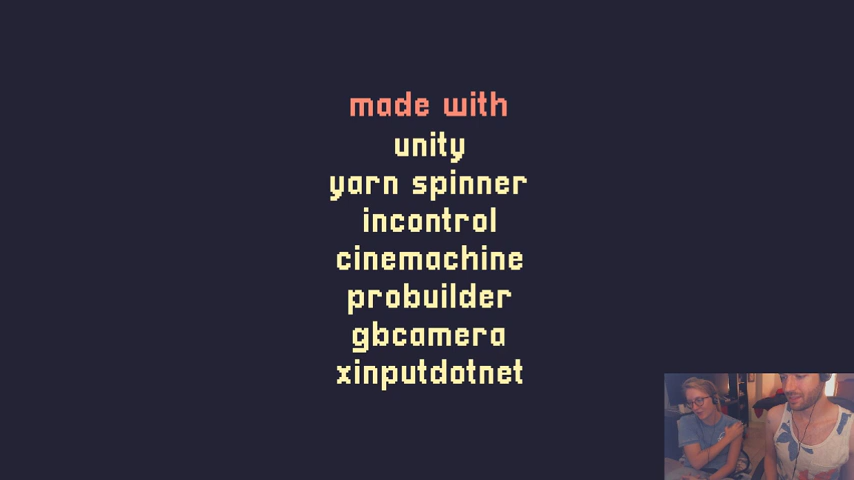 made with
unity
yarn spinner
incontrol
cinemachine
probuilder
gbcamera
xinputdotnet